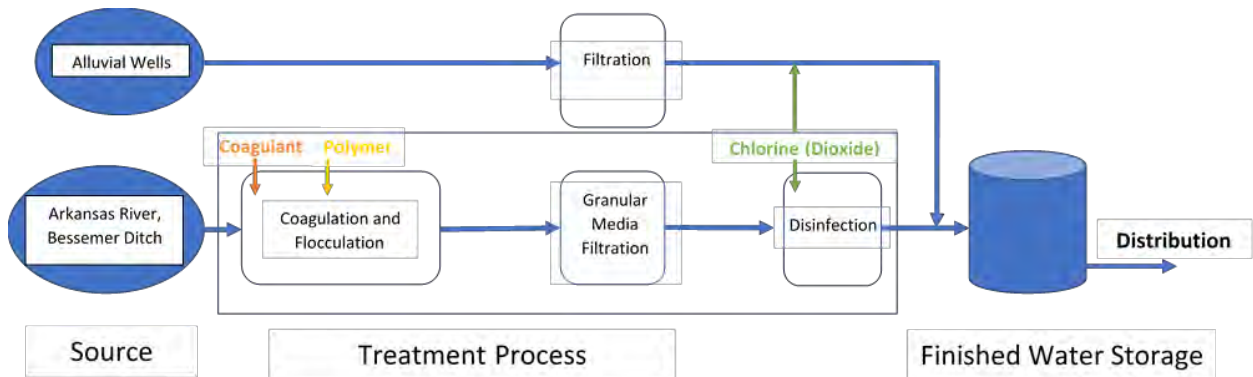 Alluvial Wells
Filtration
Coagulant
Polymer
Chlorine (Dioxide)
Arkansas River,
Bessemer Ditch
Coagulation and
Flocculation
Granular
Media
Filtration
Disinfection
Distribution
Source
Treatment Process
Finished Water Storage